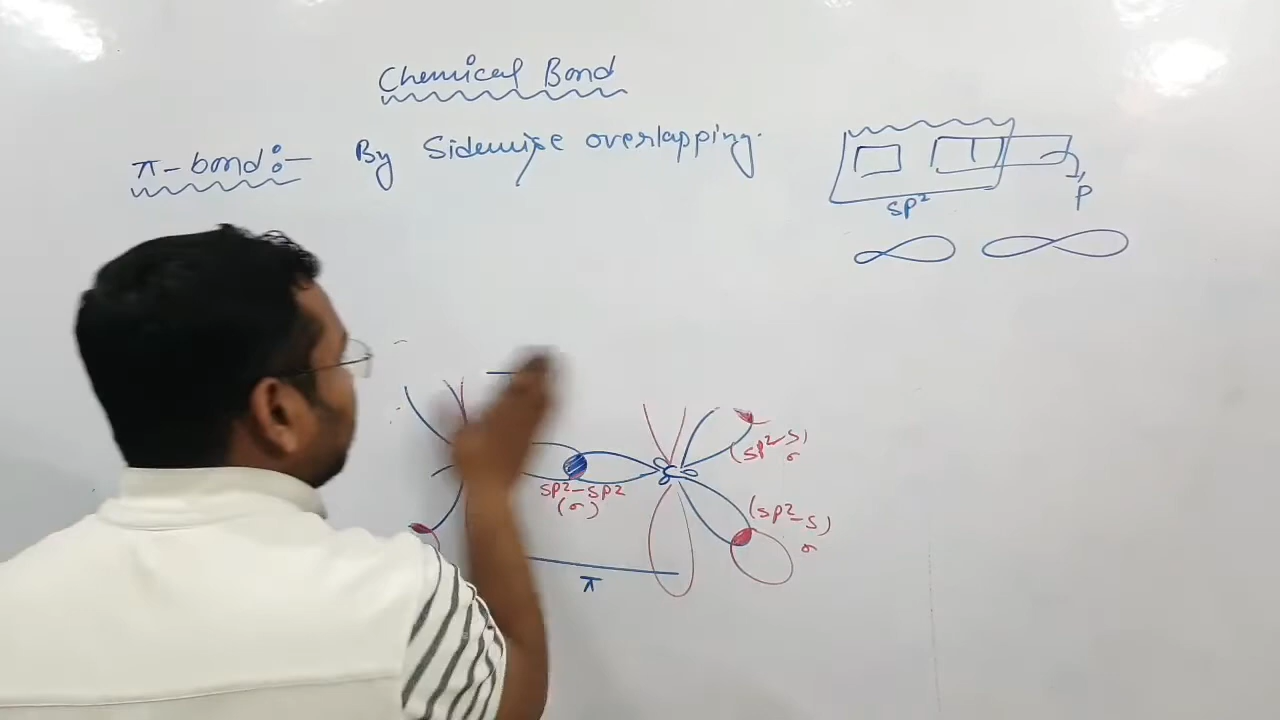 Chemical Bond
π-bond:- By Sidewise overlapping.
sp²
p
(sp²-s)
σ
sp²-sp²
(σ)
c
(sp²-s)
σ
π